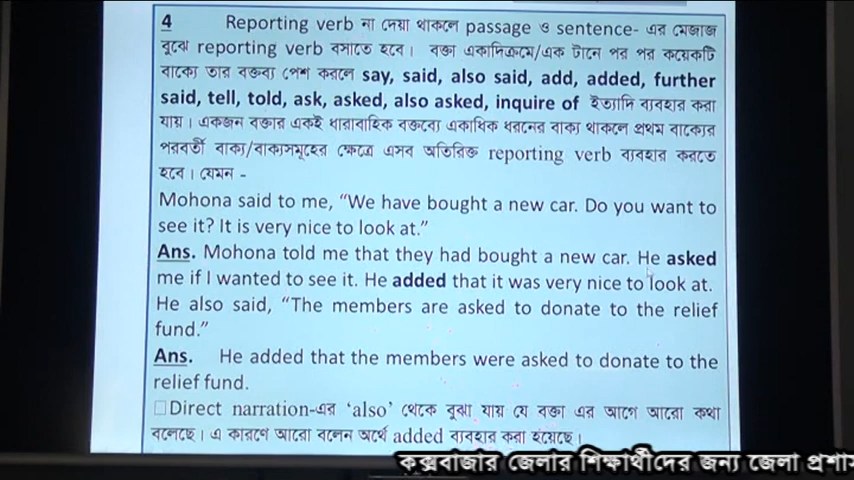 4 Reporting verb না দেয়া থাকলে passage ও sentence- এর মেজাজ
বুঝে reporting verb বসাতে হবে। বক্তা একাদিক্রমে/এক টানে পর পর কয়েকটি
বাক্যে তার বক্তব্য পেশ করলে say, said, also said, add, added, further
said, tell, told, ask, asked, also asked, inquire of ইত্যাদি ব্যবহার করা
যায়। একজন বক্তার একই ধারাবাহিক বক্তব্যে একাধিক ধরনের বাক্য থাকলে প্রথম বাক্যের
পরবর্তী বাক্য/বাক্যসমূহের ক্ষেত্রে এসব অতিরিক্ত reporting verb ব্যবহার করতে
হবে। যেমন -
Mohona said to me, “We have bought a new car. Do you want to
see it? It is very nice to look at.”
Ans. Mohona told me that they had bought a new car. He asked
me if I wanted to see it. He added that it was very nice to look at.
He also said, “The members are asked to donate to the relief
fund.”
Ans. He added that the members were asked to donate to the
relief fund.
□Direct narration-এর ‘also’ থেকে বুঝা যায় যে বক্তা এর আগে আরো কথা
বলেছে। এ কারণে আরো বলেন অর্থে added ব্যবহার করা হয়েছে।
কক্সবাজার জেলার শিক্ষার্থীদের জন্য জেলা প্রশাস